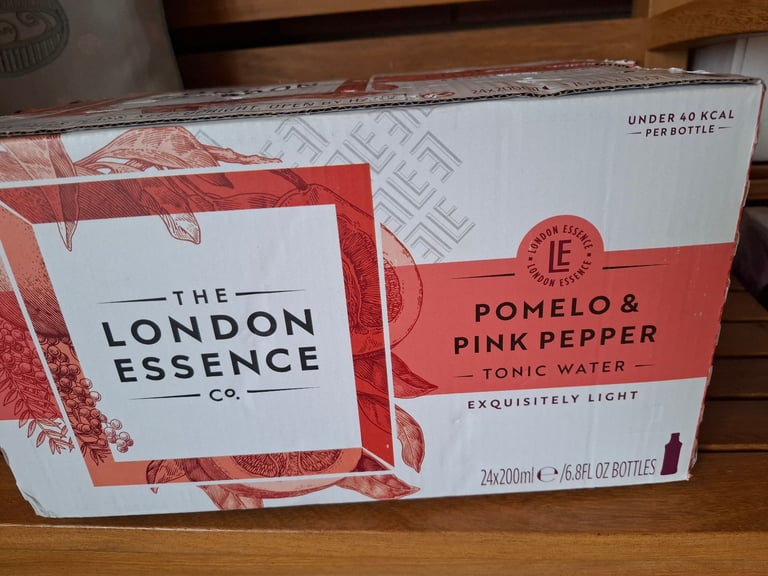 24x200ml
UNDER 40 KCAL
PER BOTTLE
THE
LONDON
ESSENCE
Co.
LONDON ESSENCE
LE
LONDON ESSENCE
POMELO &
PINK PEPPER
TONIC WATER
EXQUISITELY LIGHT
24x200ml ℮ /6.8FL OZ BOTTLES